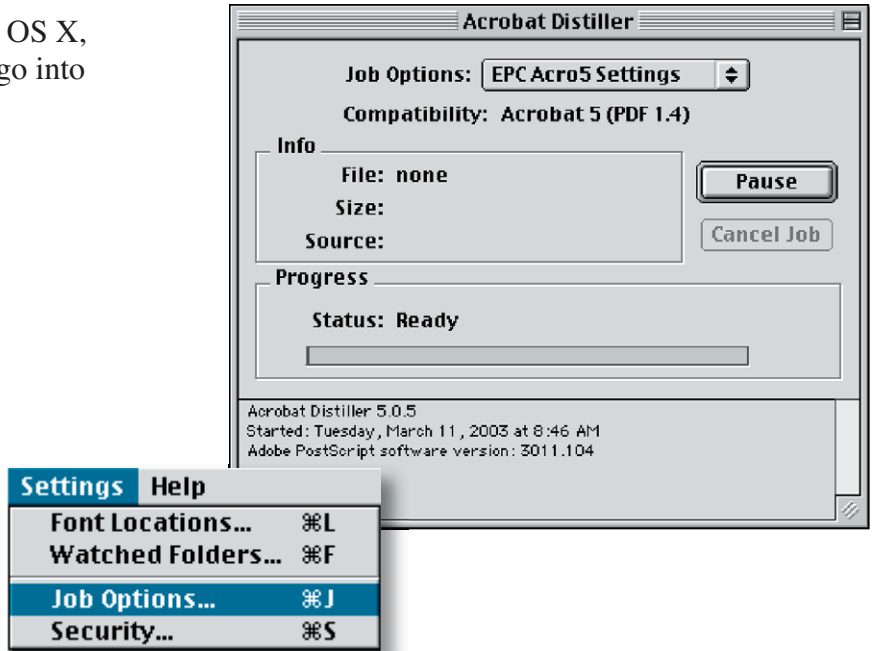 OS X,
go into
Acrobat Distiller
Job Options: EPC Acro5 Settings
Compatibility: Acrobat 5 (PDF 1.4)
Info
File: none
Size:
Source:
Pause
Cancel Job
Progress
Status: Ready
Acrobat Distiller 5.0.5
Started: Tuesday, March 11, 2003 at 8:46 AM
Adobe PostScript software version: 3011.104
Settings Help
Font Locations... ⌘L
Watched Folders... ⌘F
Job Options... ⌘J
Security... ⌘S